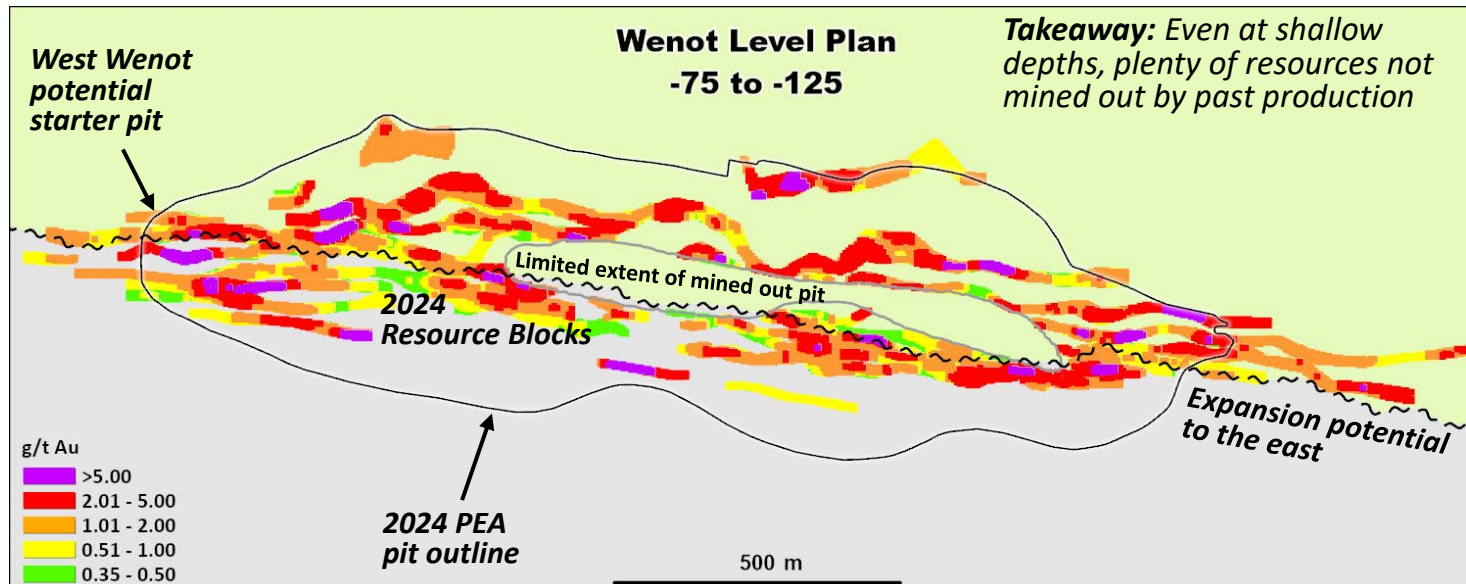 Wenot Level Plan
-75 to -125
Takeaway: Even at shallow
depths, plenty of resources not
mined out by past production
West Wenot
potential
starter pit
Limited extent of mined out pit
2024
Resource Blocks
Expansion potential
to the east
2024 PEA
pit outline
g/t Au
>5.00
2.01 - 5.00
1.01 - 2.00
0.51 - 1.00
0.35 - 0.50
500 m